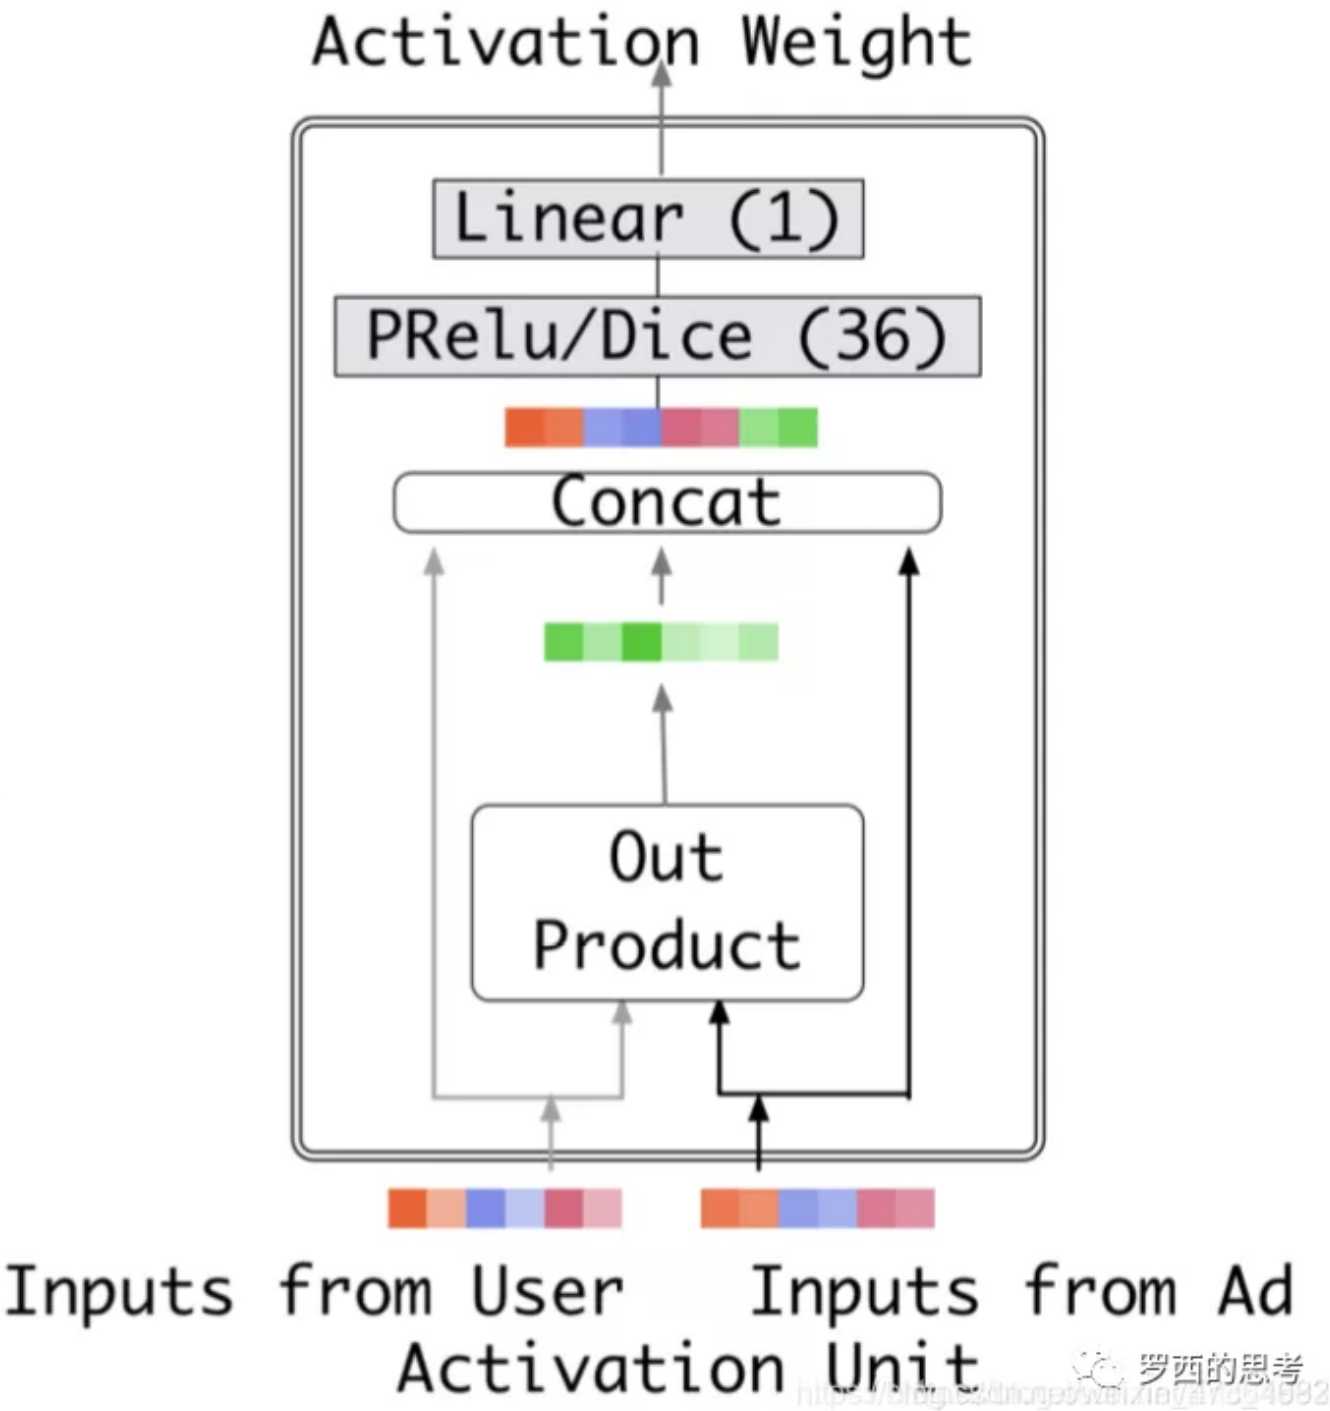 Activation Weight
Linear (1)
PRelu/Dice (36)
Concat
Out
Product
Inputs from User
Inputs from Ad
Activation Unit
罗西的思考